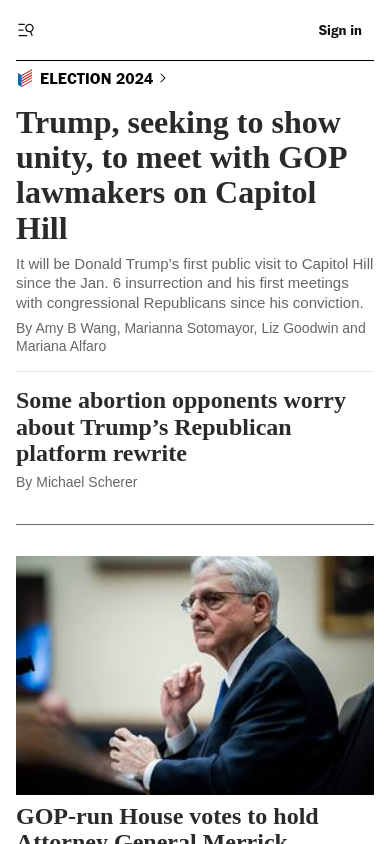 Sign in
ELECTION 2024
Trump, seeking to show
unity, to meet with GOP
lawmakers on Capitol
Hill
It will be Donald Trump’s first public visit to Capitol Hill
since the Jan. 6 insurrection and his first meetings
with congressional Republicans since his conviction.
By Amy B Wang, Marianna Sotomayor, Liz Goodwin and
Mariana Alfaro
Some abortion opponents worry
about Trump’s Republican
platform rewrite
By Michael Scherer
GOP-run House votes to hold
Attorney General Merrick